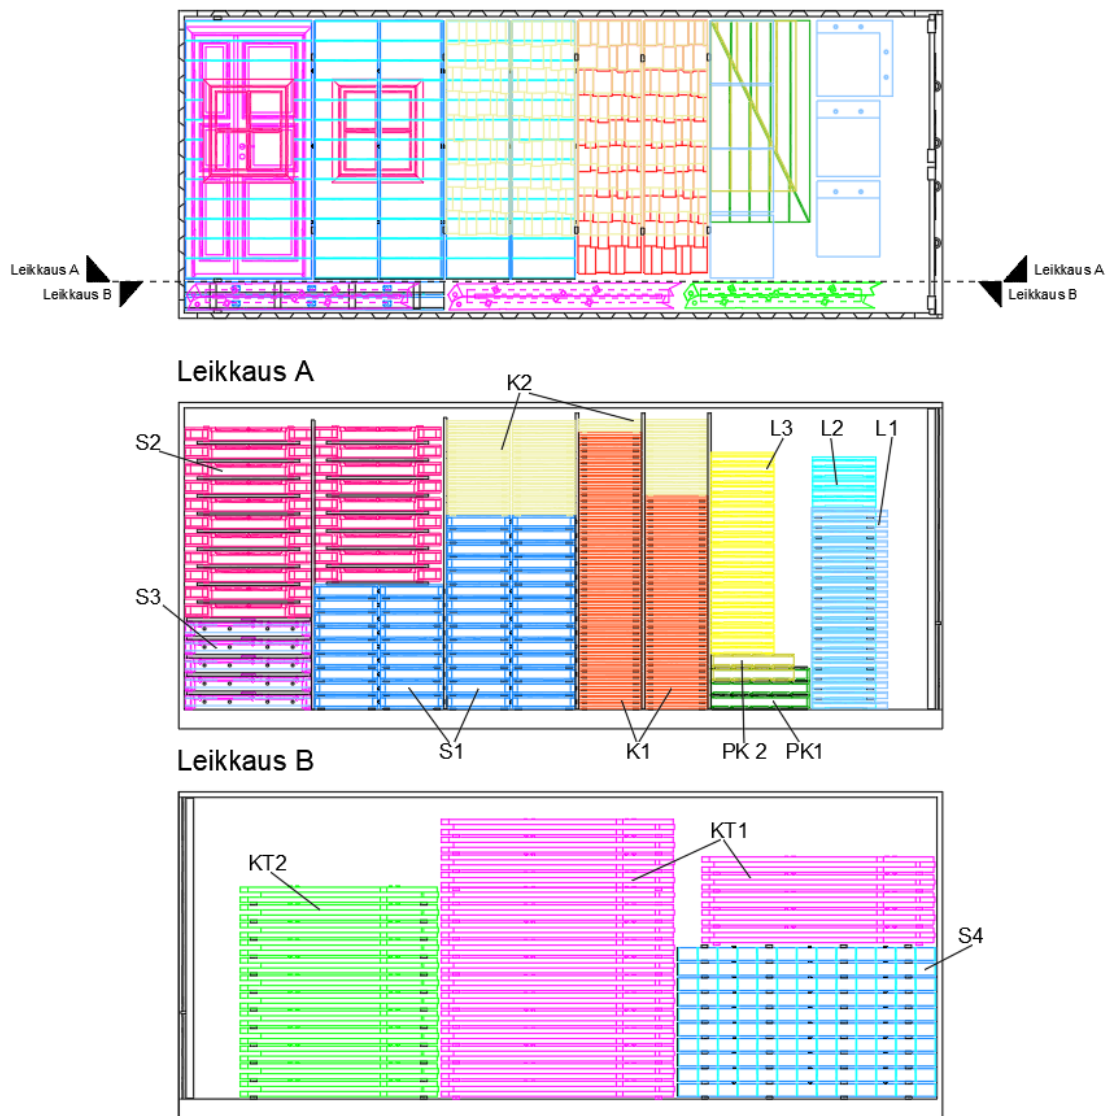 Leikkaus A
Leikkaus A
Leikkaus B
Leikkaus B
Leikkaus A
K2
S2
L3
L2
L1
S3
S1
K1
PK 2
PK1
Leikkaus B
KT1
KT2
S4